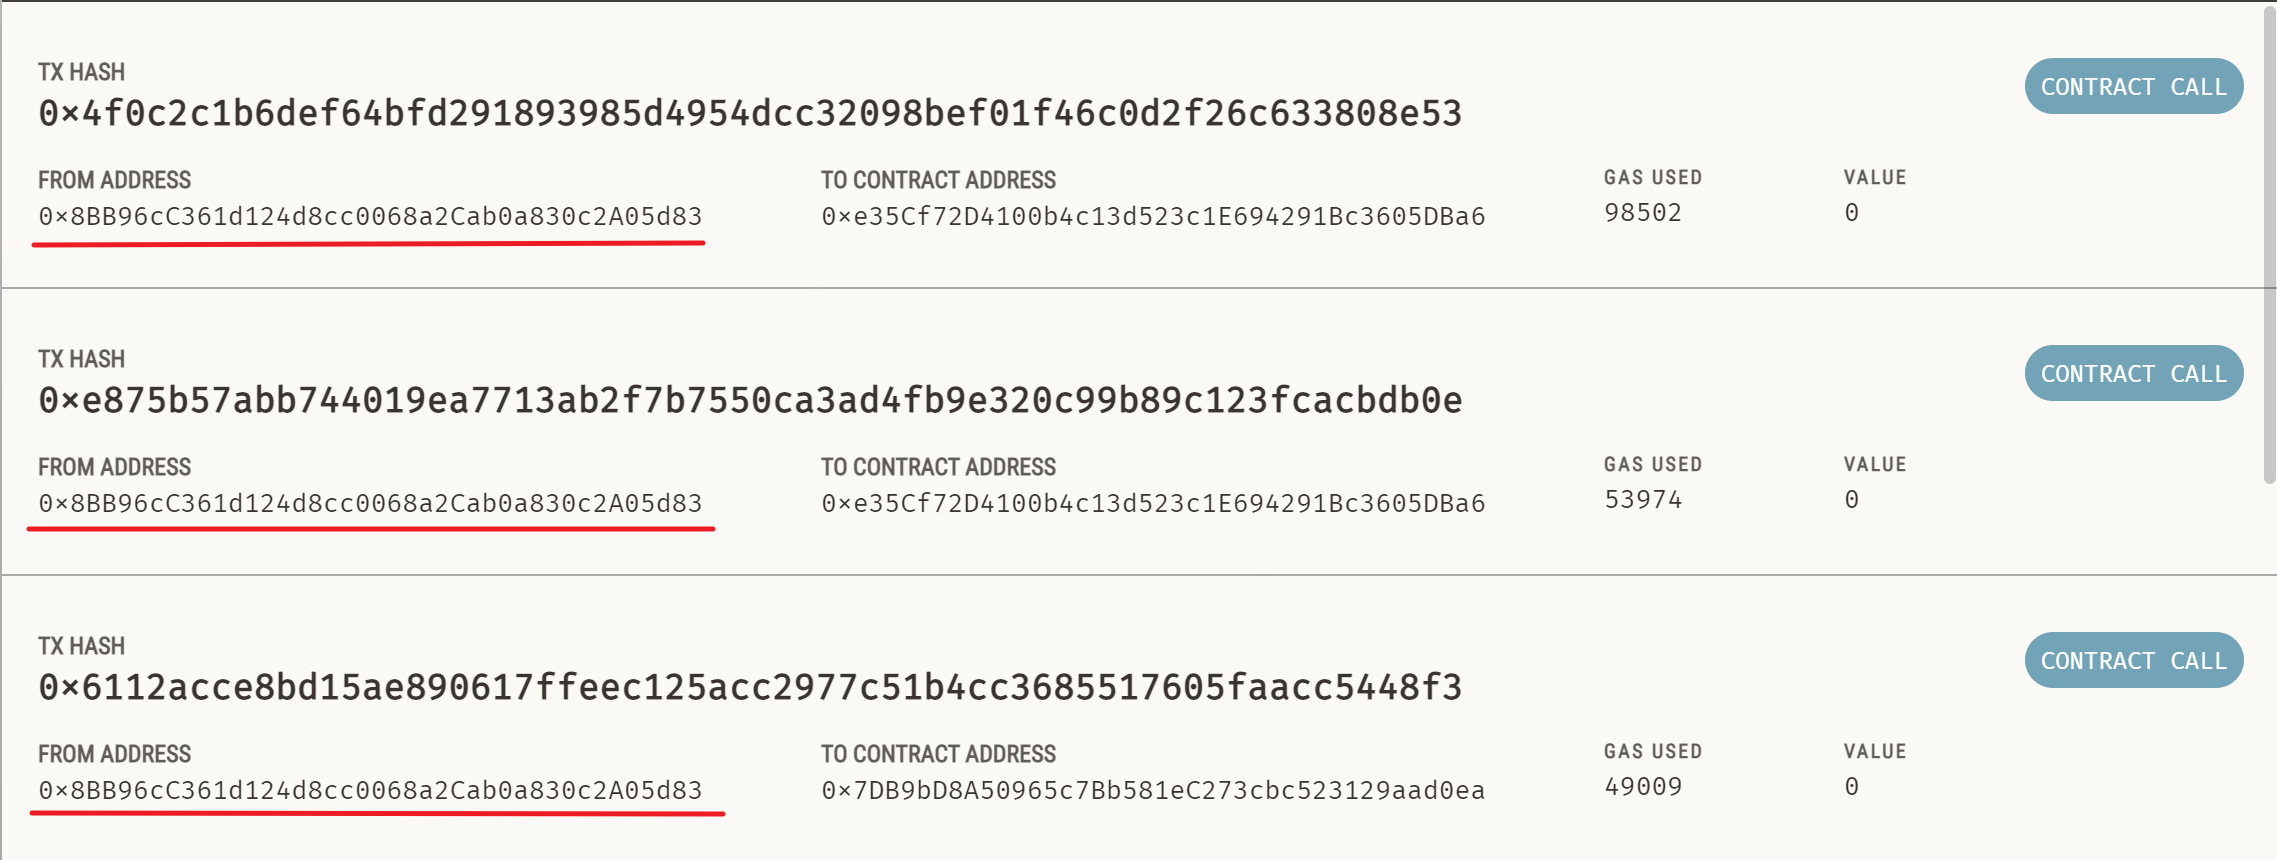 TX HASH
CONTRACT CALL
0×4f0c2c1b6def64bfd291893985d4954dcc32098bef01f46c0d2f26c633808e53
FROM ADDRESS TO CONTRACT ADDRESS GAS USED VALUE
0×8BB96cC361d124d8cc0068a2Cab0a830c2A05d83 0×e35Cf72D4100b4c13d523c1E694291Bc3605DBa6 98502 0
TX HASH
CONTRACT CALL
0×e875b57abb744019ea7713ab2f7b7550ca3ad4fb9e320c99b89c123fcacbdb0e
FROM ADDRESS TO CONTRACT ADDRESS GAS USED VALUE
0×8BB96cC361d124d8cc0068a2Cab0a830c2A05d83 0×e35Cf72D4100b4c13d523c1E694291Bc3605DBa6 53974 0
TX HASH
CONTRACT CALL
0×6112acce8bd15ae890617ffeec125acc2977c51b4cc3685517605faacc5448f3
FROM ADDRESS TO CONTRACT ADDRESS GAS USED VALUE
0×8BB96cC361d124d8cc0068a2Cab0a830c2A05d83 0×7DB9bD8A50965c7Bb581eC273cbc523129aad0ea 49009 0